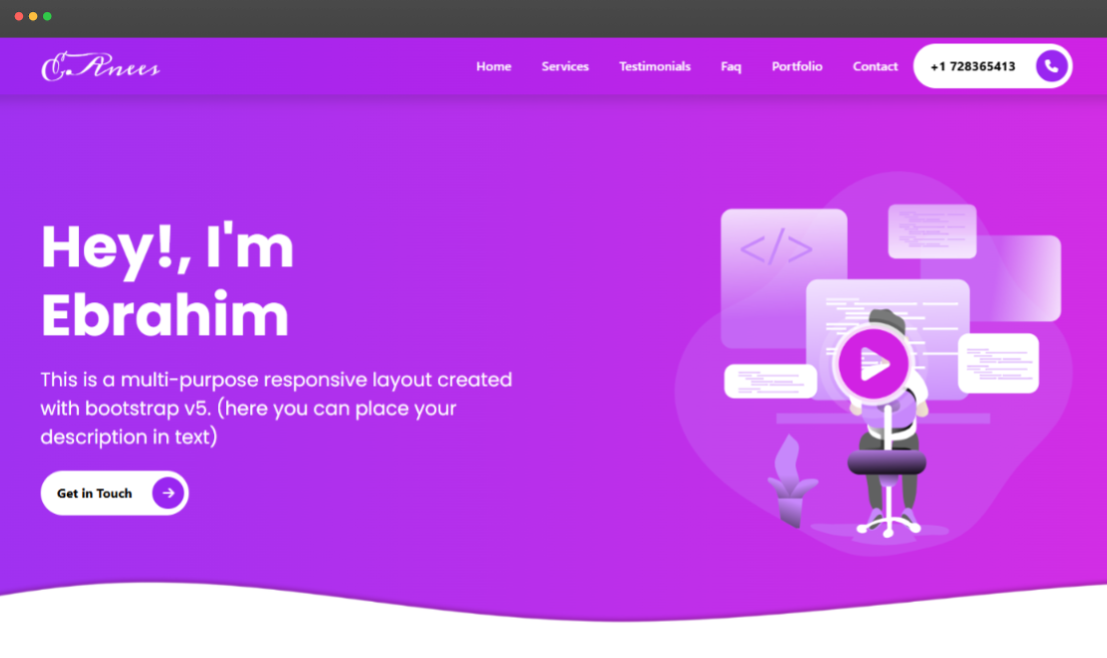 E.Anees
Home Services Testimonials Faq Portfolio Contact +1 728365413
Hey!, I'm
Ebrahim
This is a multi-purpose responsive layout created
with bootstrap v5. (here you can place your
description in text)
Get in Touch
</>